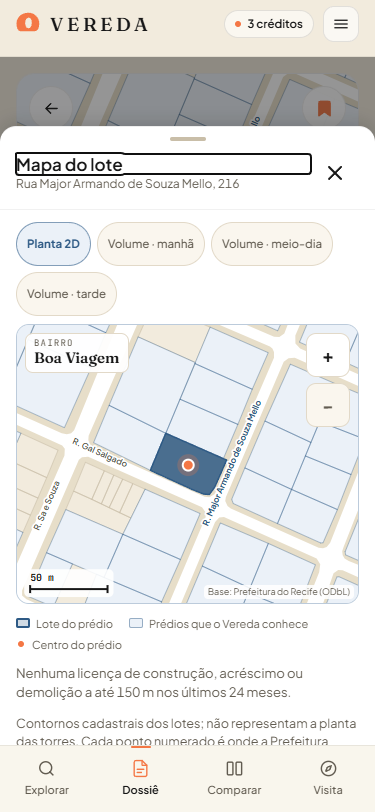 VEREDA
3 créditos
Mapa do lote
Rua Major Armando de Souza Mello, 216
Planta 2D
Volume · manhã
Volume · meio-dia
Volume · tarde
BAIRRO
Boa Viagem
+
−
R. Gal Salgado
R. Major Armando de Souza Mello
R. Sa e Souza
50 m
Base: Prefeitura do Recife (ODbL)
Lote do prédio
Prédios que o Vereda conhece
Centro do prédio
Nenhuma licença de construção, acréscimo ou
demolição a até 150 m nos últimos 24 meses.
Contornos cadastrais dos lotes; não representam a planta
das torres. Cada ponto numerado é onde a Prefeitura
Explorar
Dossiê
Comparar
Visita